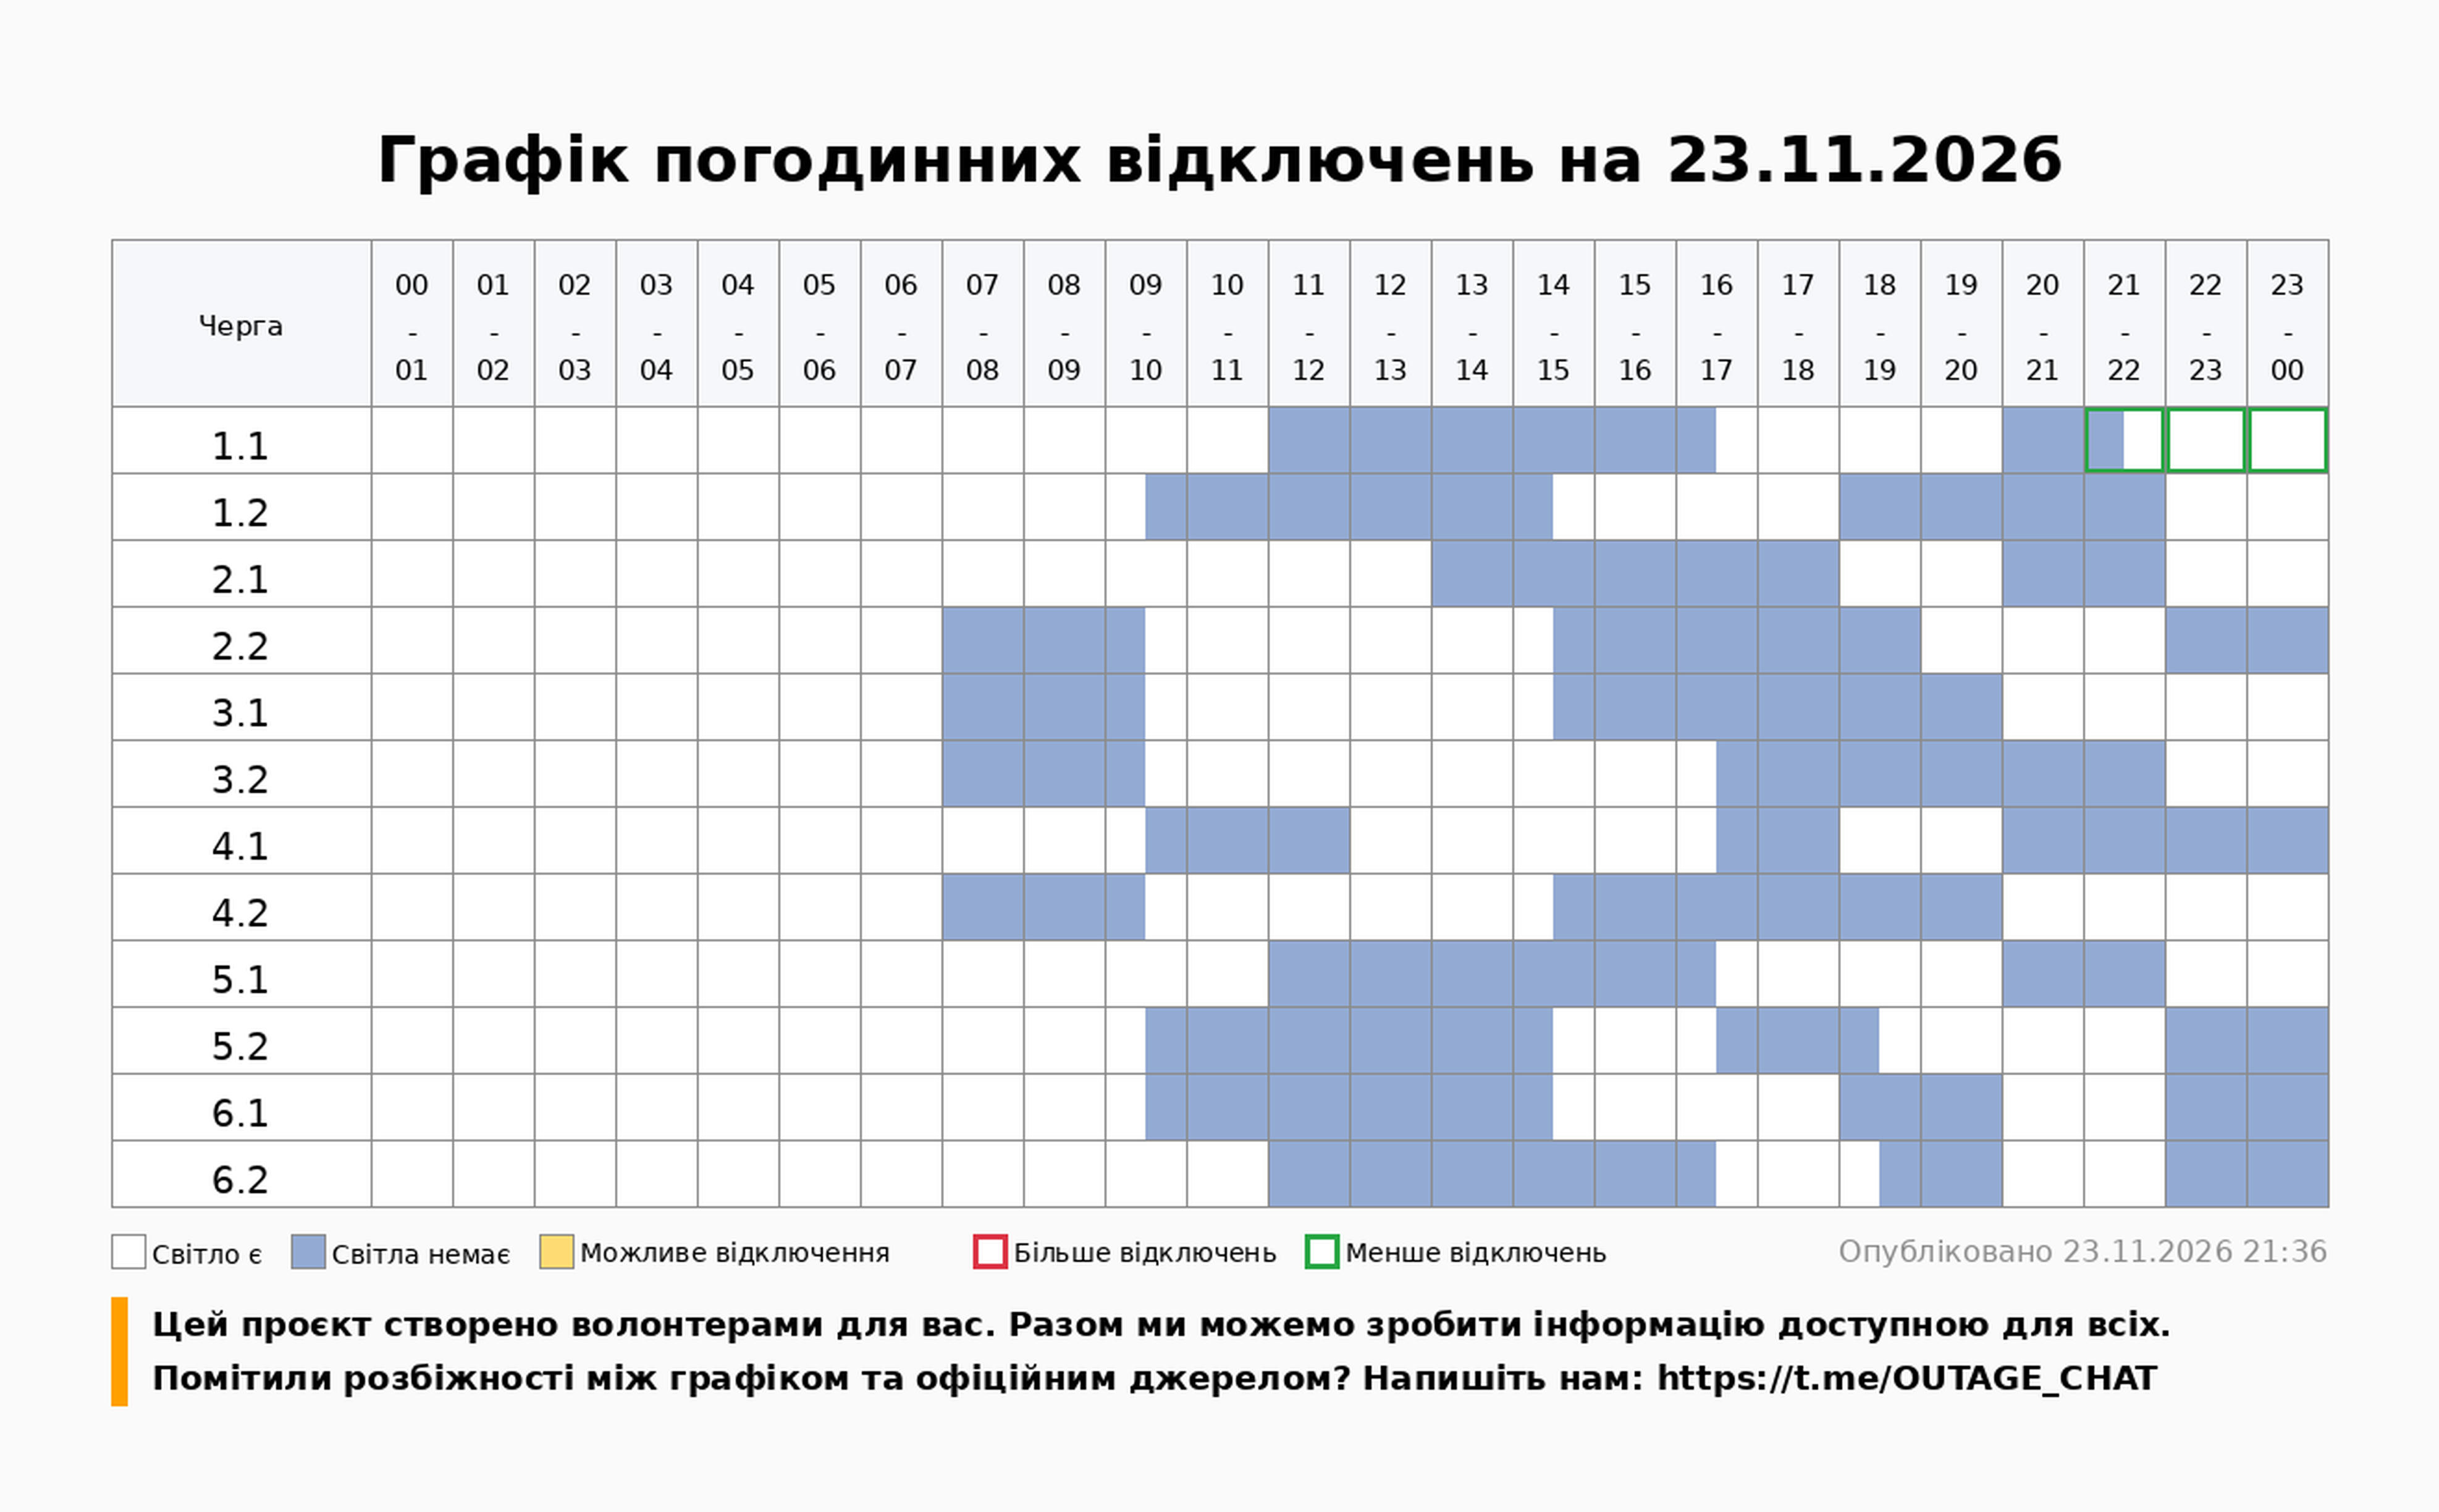 Графік погодинних відключень на 23.11.2026
Черга 00 - 01 01 - 02 02 - 03 03 - 04 04 - 05 05 - 06 06 - 07 07 - 08 08 - 09 09 - 10 10 - 11 11 - 12 12 - 13 13 - 14 14 - 15 15 - 16 16 - 17 17 - 18 18 - 19 19 - 20 20 - 21 21 - 22 22 - 23 23 - 00
1.1
1.2
2.1
2.2
3.1
3.2
4.1
4.2
5.1
5.2
6.1
6.2
Світло є Світла немає Можливе відключення Більше відключень Менше відключень Опубліковано 23.11.2026 21:36
Цей проєкт створено волонтерами для вас. Разом ми можемо зробити інформацію доступною для всіх.
Помітили розбіжності між графіком та офіційним джерелом? Напишіть нам: https://t.me/OUTAGE_CHAT